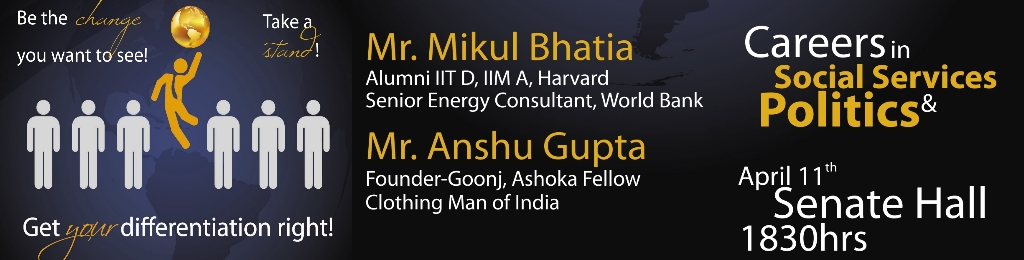 Be the change
you want to see!
Take a
stand!
Get your differentiation right!
Mr. Mikul Bhatia
Alumni IIT D, IIM A, Harvard
Senior Energy Consultant, World Bank
Mr. Anshu Gupta
Founder-Goonj, Ashoka Fellow
Clothing Man of India
Careers in
Social Services
Politics &
April 11th
Senate Hall
1830hrs